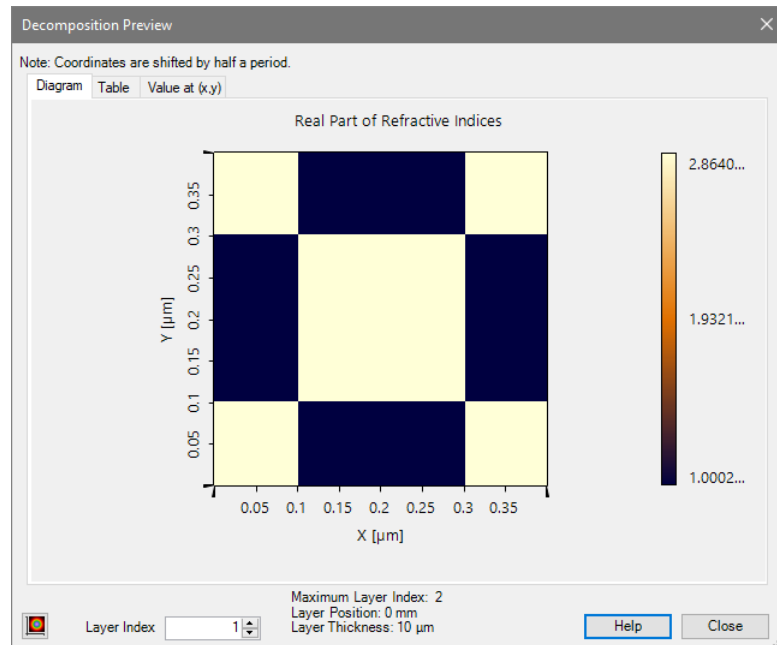 Decomposition Preview
Note: Coordinates are shifted by half a period.
Diagram Table Value at (x,y)
Real Part of Refractive Indices
2.8640...
1.9321...
1.0002...
Y [µm]
0.35
0.3
0.25
0.2
0.15
0.1
0.05
0.05 0.1 0.15 0.2 0.25 0.3 0.35
X [µm]
Maximum Layer Index: 2
Layer Position: 0 mm
Layer Thickness: 10 µm
Layer Index 1
Help Close